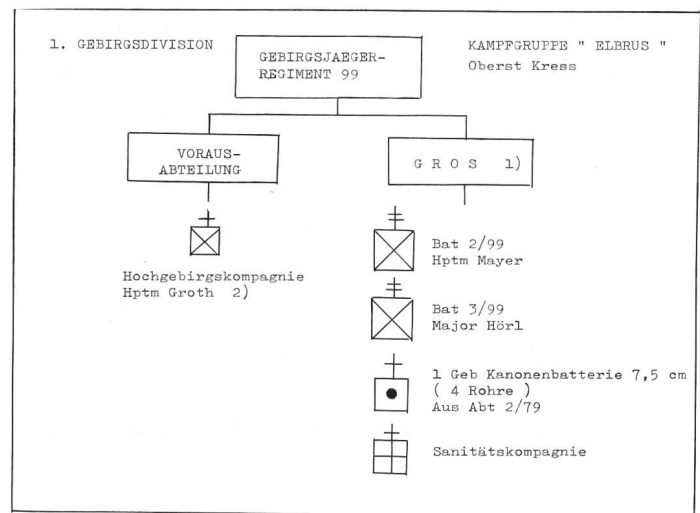 1. GEBIRGSDIVISION
GEBIRGSJAEGER-
REGIMENT 99
KAMPFGRUPPE " ELBRUS "
Oberst Kress
VORAUS-
ABTEILUNG
G R O S 1)
Hochgebirgskompagnie
Hptm Groth 2)
Bat 2/99
Hptm Mayer
Bat 3/99
Major Hörl
1 Geb Kanonenbatterie 7,5 cm
( 4 Rohre )
Aus Abt 2/79
Sanitätskompagnie